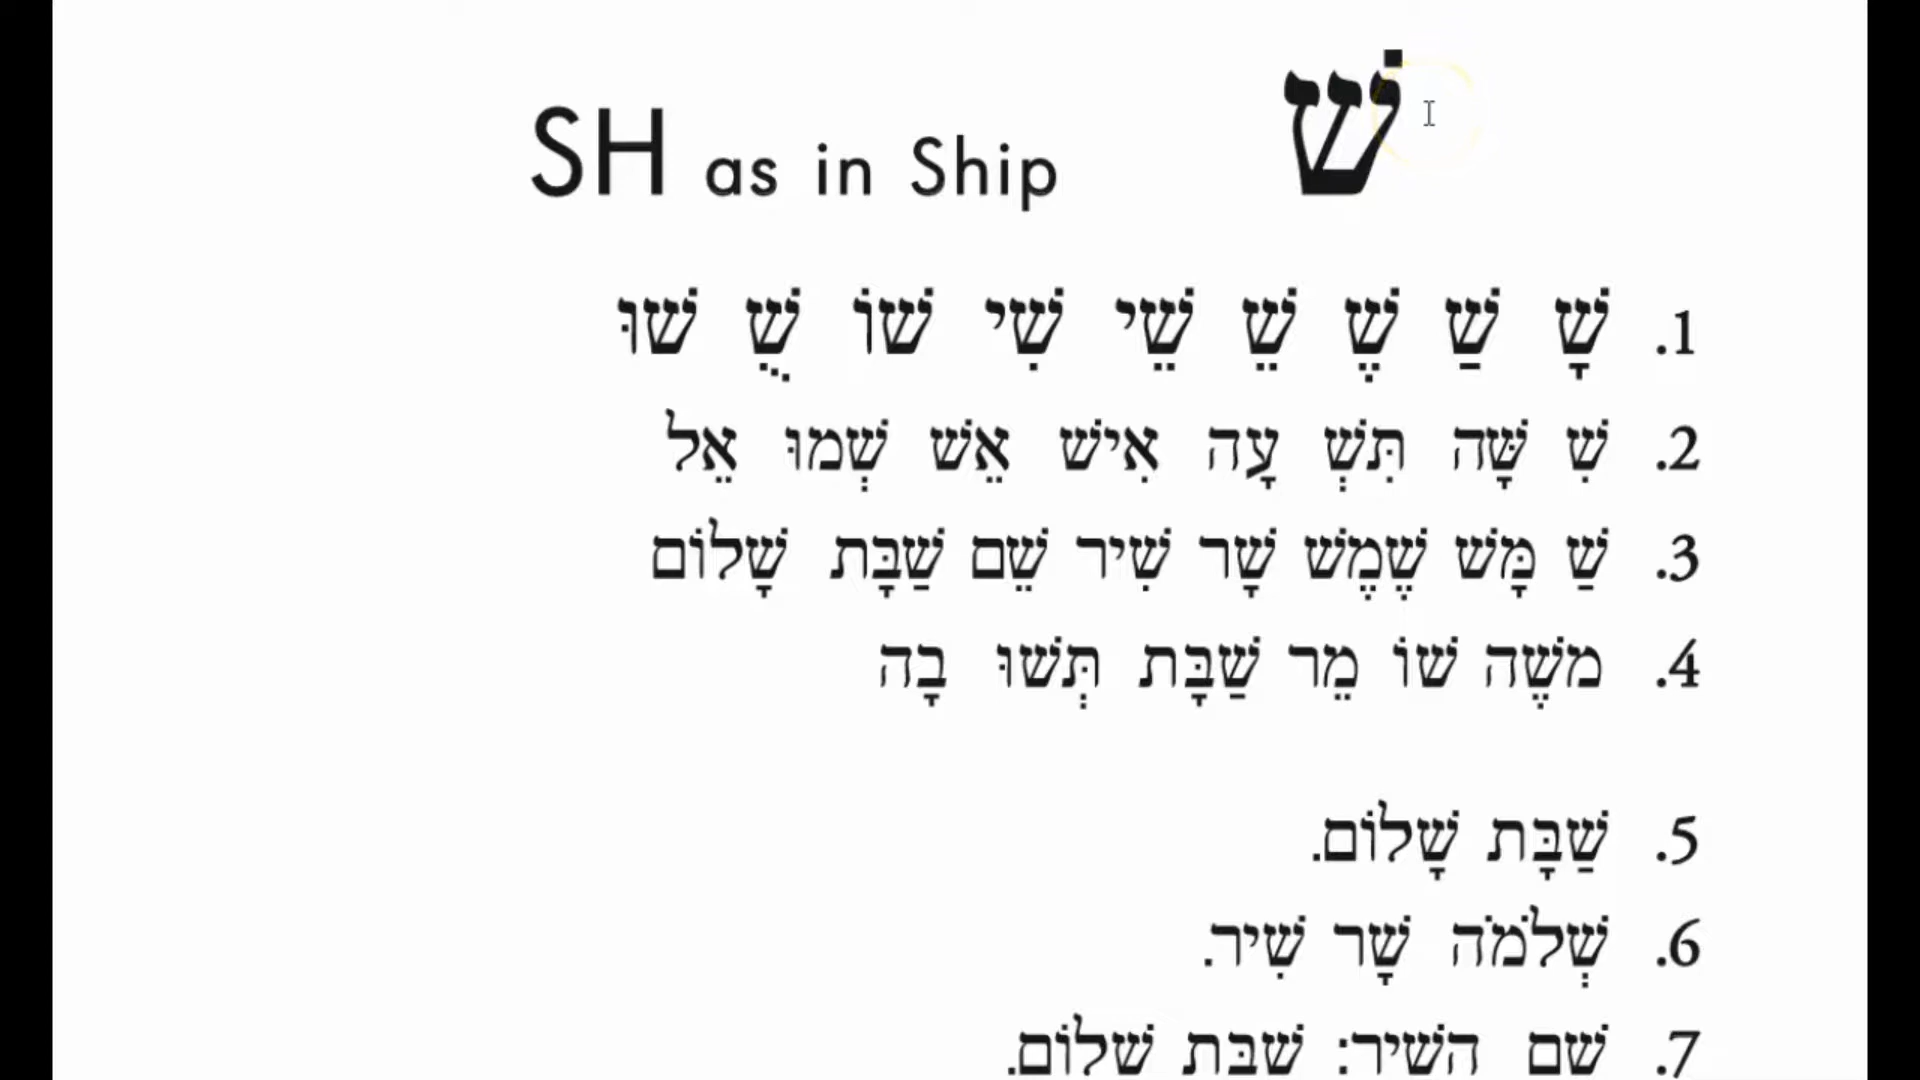 SH as in Ship שׁ
1. שָׁ שַׁ שֶׁ שֵׁ שֵׁי שִׁי שׁוֹ שֻׁ שׁוּ
2. שִׁ שָּׁה תִּשְׁ עָה אִישׁ אֵשׁ שְׁמוּ אֵל
3. שַׁ מָּשׁ שֶׁמֶשׁ שָׁר שִׁיר שֵׁם שַׁבָּת שָׁלוֹם
4. משֶׁה שׁוֹ מֵר שַׁבָּת תְּשׁוּ בָה
5. שַׁבָּת שָׁלוֹם.
6. שְׁלֹמֹה שָׁר שִׁיר.
7. שׁם השׁיר: שׁבּת שׁלוֹם.